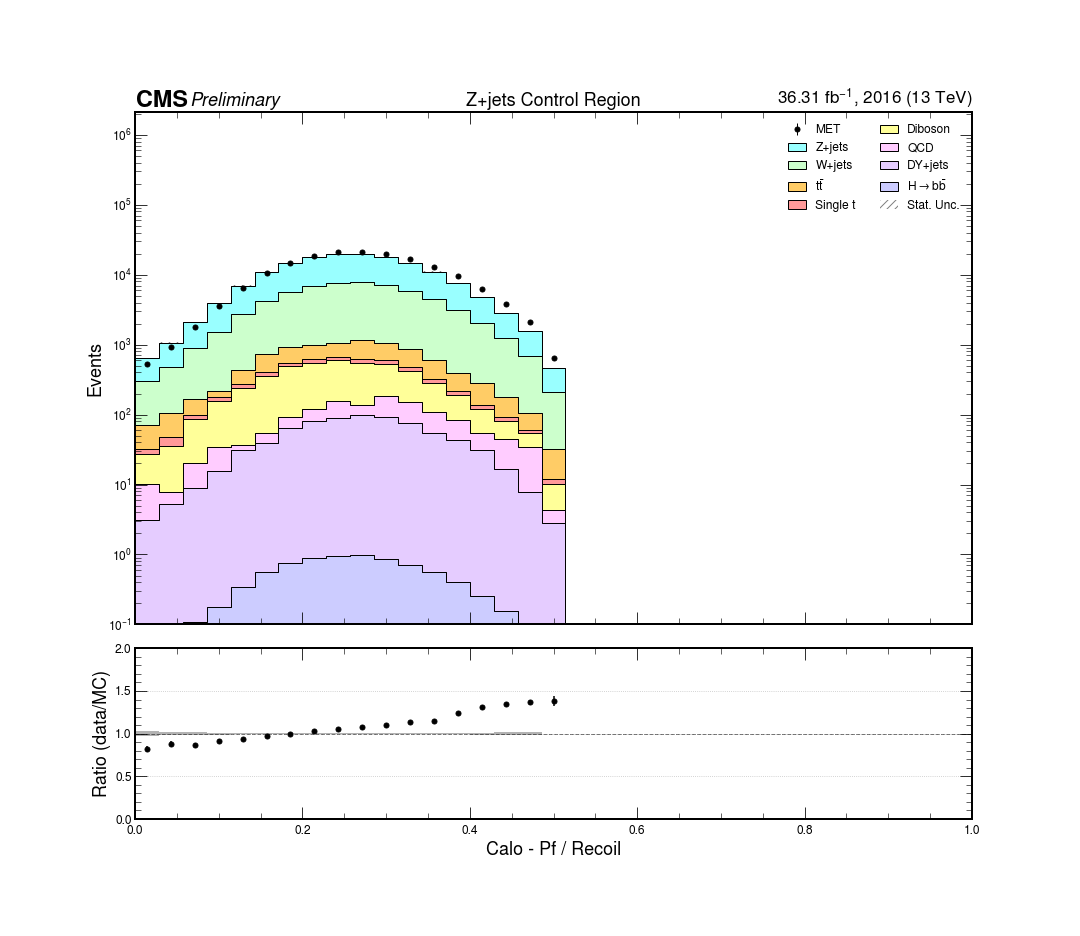 CMS Preliminary
Z+jets Control Region
36.31 fb⁻¹, 2016 (13 TeV)
MET
Z+jets
W+jets
tt̄
Single t
Diboson
QCD
DY+jets
H→bb̄
Stat. Unc.
Events
10⁶
10⁵
10⁴
10³
10²
10¹
10⁰
10⁻¹
Ratio (data/MC)
2.0
1.5
1.0
0.5
0.0
0.0 0.2 0.4 0.6 0.8 1.0
Calo - Pf / Recoil